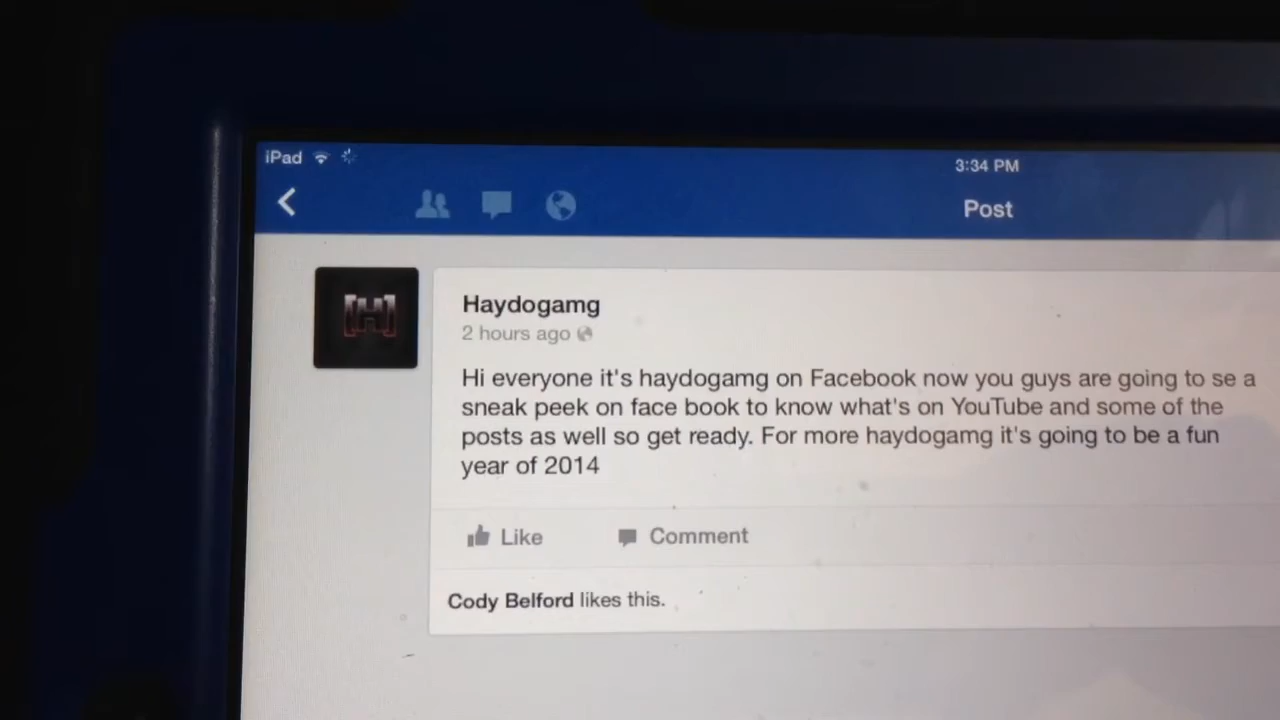 iPad
3:34 PM
Post
[H]
Haydogamg
2 hours ago
Hi everyone it's haydogamg on Facebook now you guys are going to se a
sneak peek on face book to know what's on YouTube and some of the
posts as well so get ready. For more haydogamg it's going to be a fun
year of 2014
Like
Comment
Cody Belford likes this.